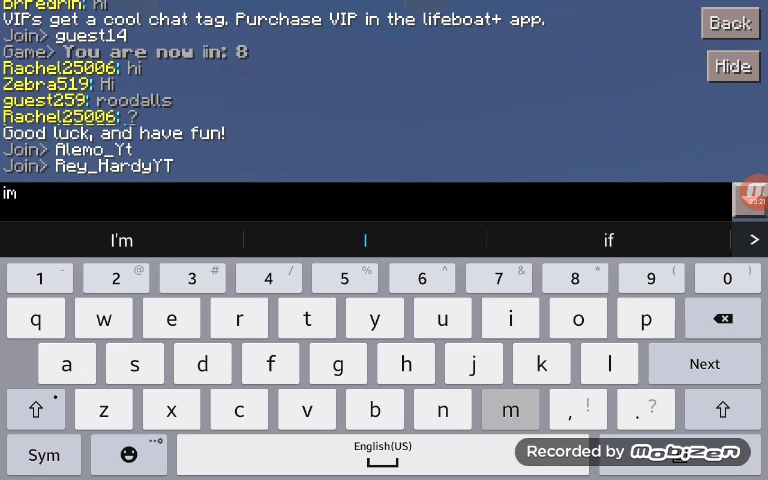 BrFedrin: hi
VIPs get a cool chat tag. Purchase VIP in the lifeboat+ app.
Join> guest14
Game> You are now in: 8
Rachel25006: hi
Zebra519: Hi
guest259: roodalls
Rachel25006: ?
Good luck, and have fun!
Join> Alemo_Yt
Join> Rey_HardyYT
Back
Hide
im
I'm I if >
1 - 2 @ 3 # 4 / 5 % 6 ^ 7 & 8 * 9 ( 0 )
q w e r t y u i o p
a s d f g h j k l Next
z x c v b n m , ! . ?
Sym English(US)
Recorded by mobizen